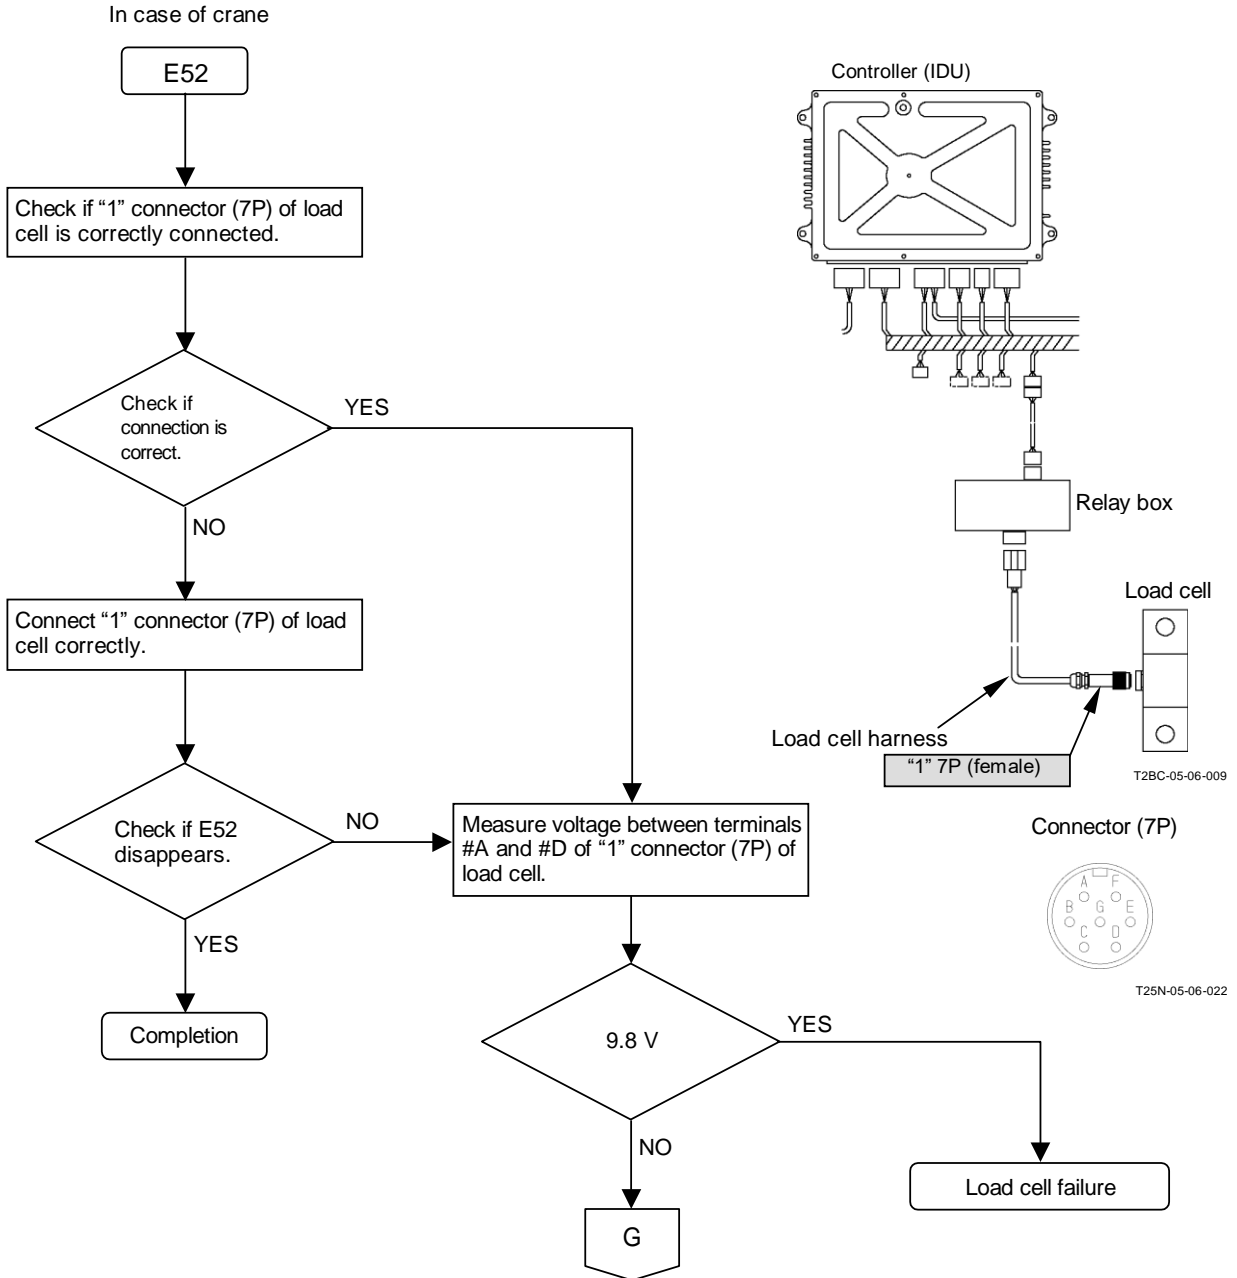 In case of crane
E52
Check if “1” connector (7P) of load
cell is correctly connected.
Check if
connection is
correct.
YES
NO
Connect “1” connector (7P) of load
cell correctly.
Check if E52
disappears.
NO
YES
Completion
Measure voltage between terminals
#A and #D of “1” connector (7P) of
load cell.
9.8 V
YES
NO
Load cell failure
G
Controller (IDU)
Relay box
Load cell
Load cell harness
“1” 7P (female)
T2BC-05-06-009
Connector (7P)
A F
B G E
C D
T25N-05-06-022